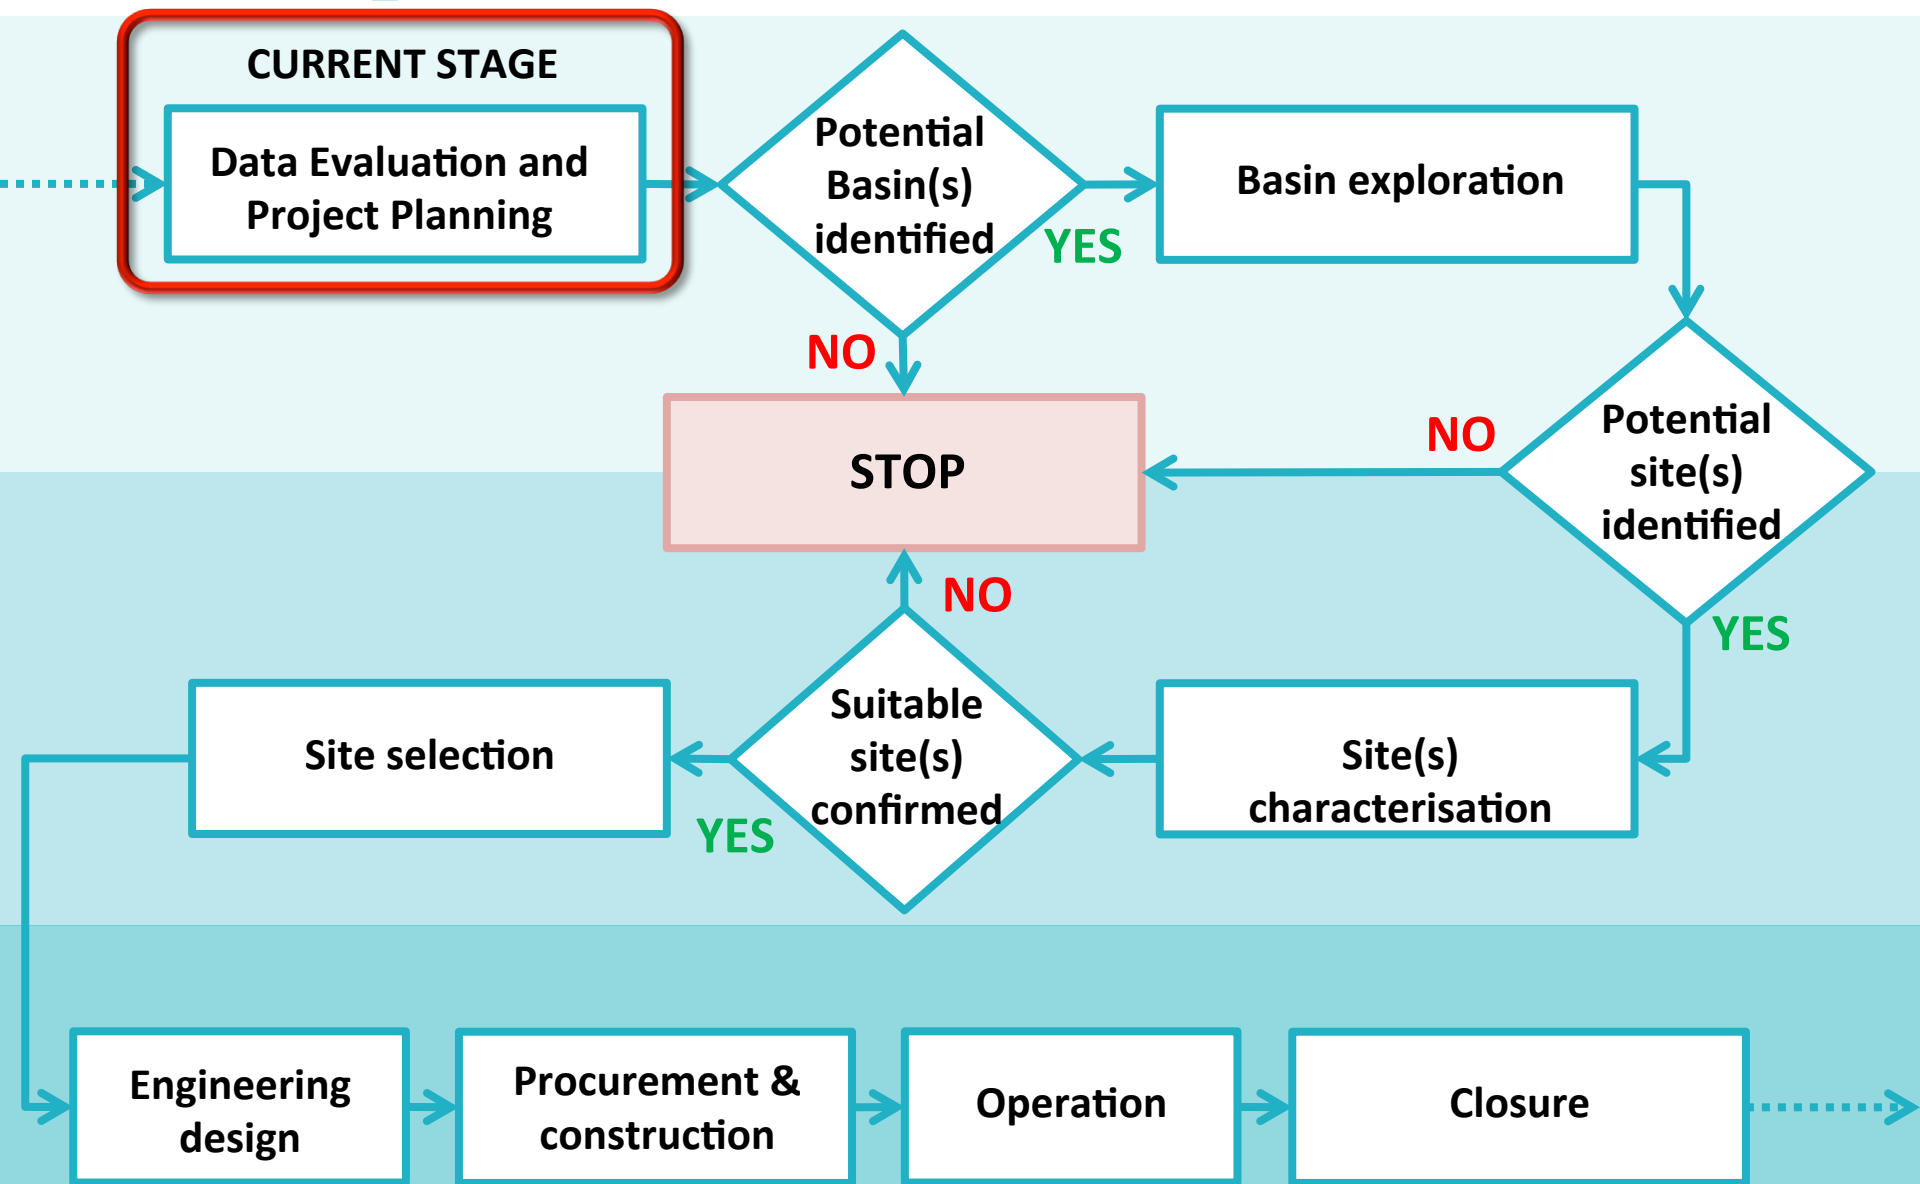 CURRENT STAGE
Data Evaluation and
Project Planning
Potential
Basin(s)
identified
YES
Basin exploration
NO
STOP
NO
Potential
site(s)
identified
YES
NO
Site selection
YES
Suitable
site(s)
confirmed
Site(s)
characterisation
Engineering
design
Procurement &
construction
Operation
Closure